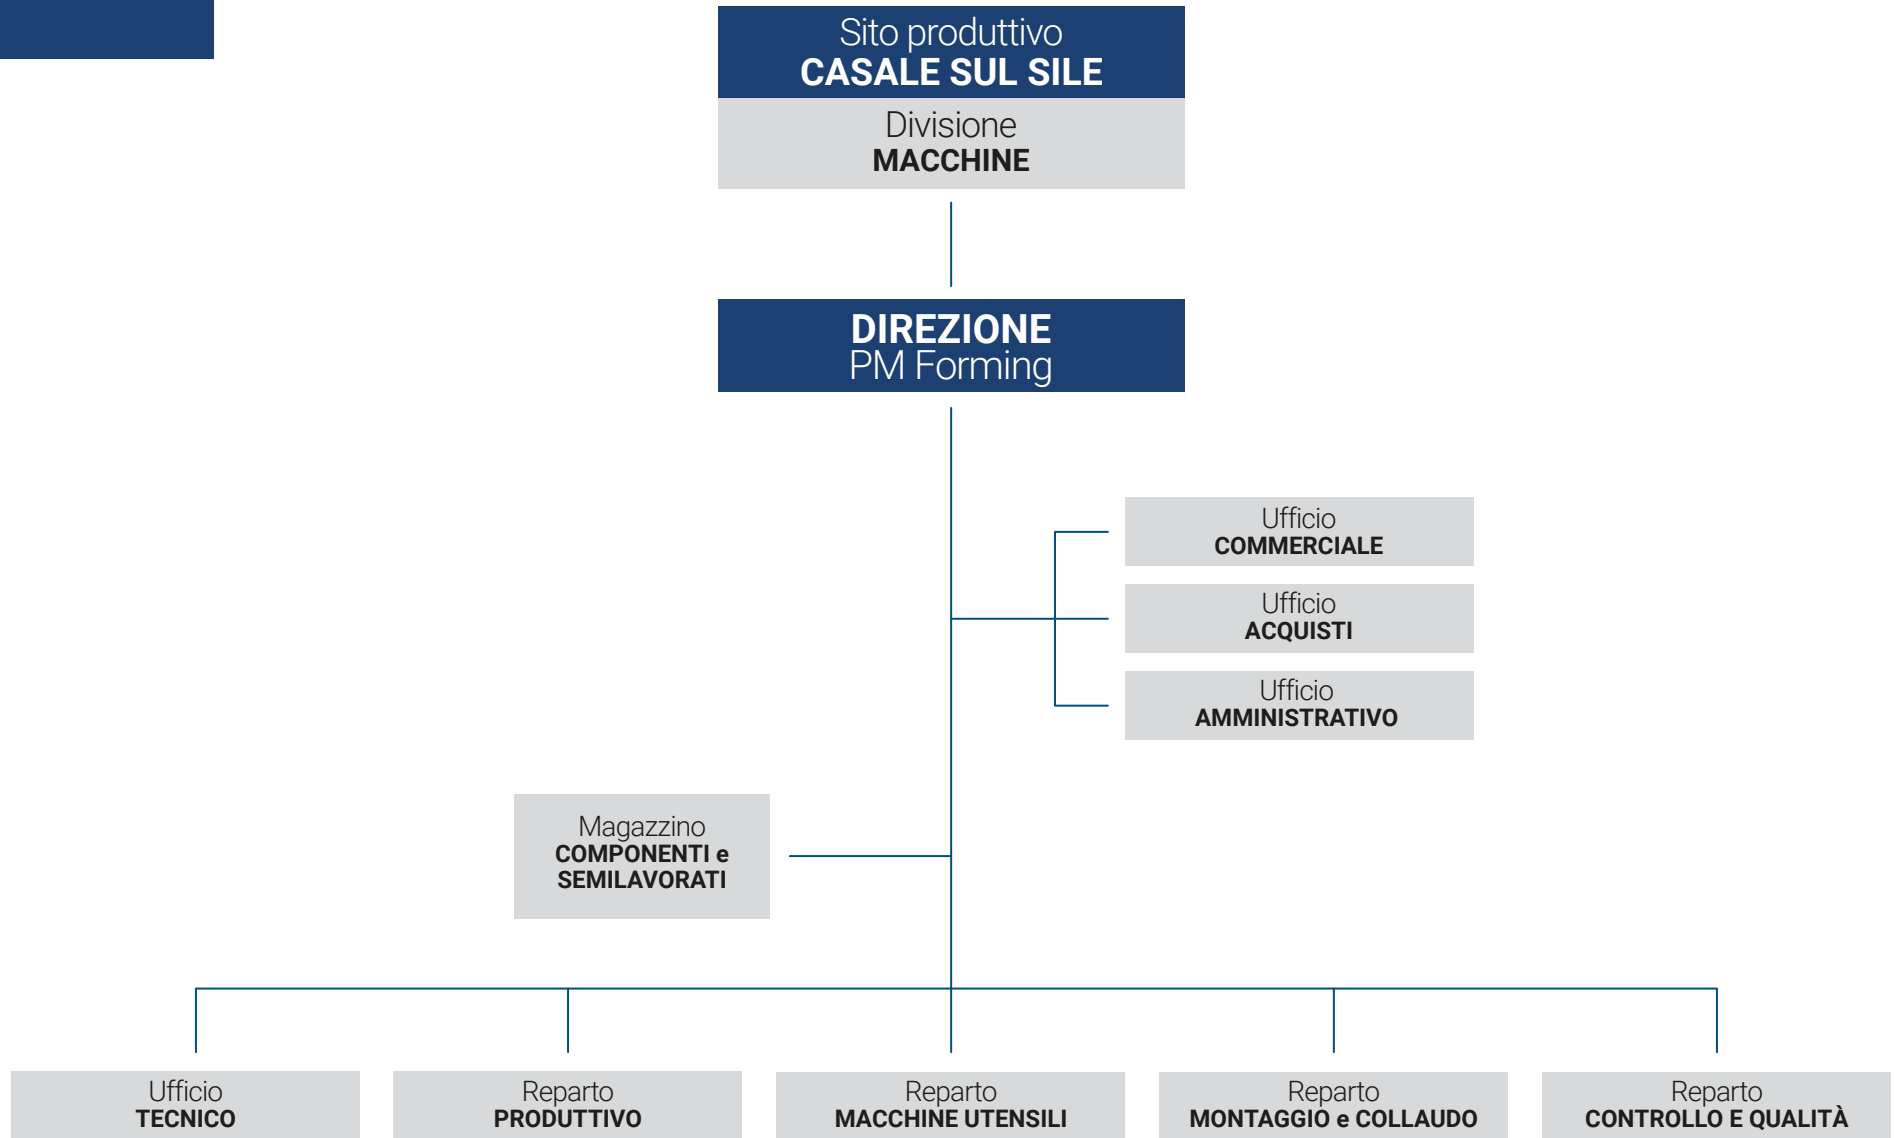 Sito produttivo
CASALE SUL SILE
Divisione
MACCHINE
DIREZIONE
PM Forming
Ufficio
COMMERCIALE
Ufficio
ACQUISTI
Ufficio
AMMINISTRATIVO
Magazzino
COMPONENTI e
SEMILAVORATI
Ufficio
TECNICO
Reparto
PRODUTTIVO
Reparto
MACCHINE UTENSILI
Reparto
MONTAGGIO e COLLAUDO
Reparto
CONTROLLO E QUALITÀ